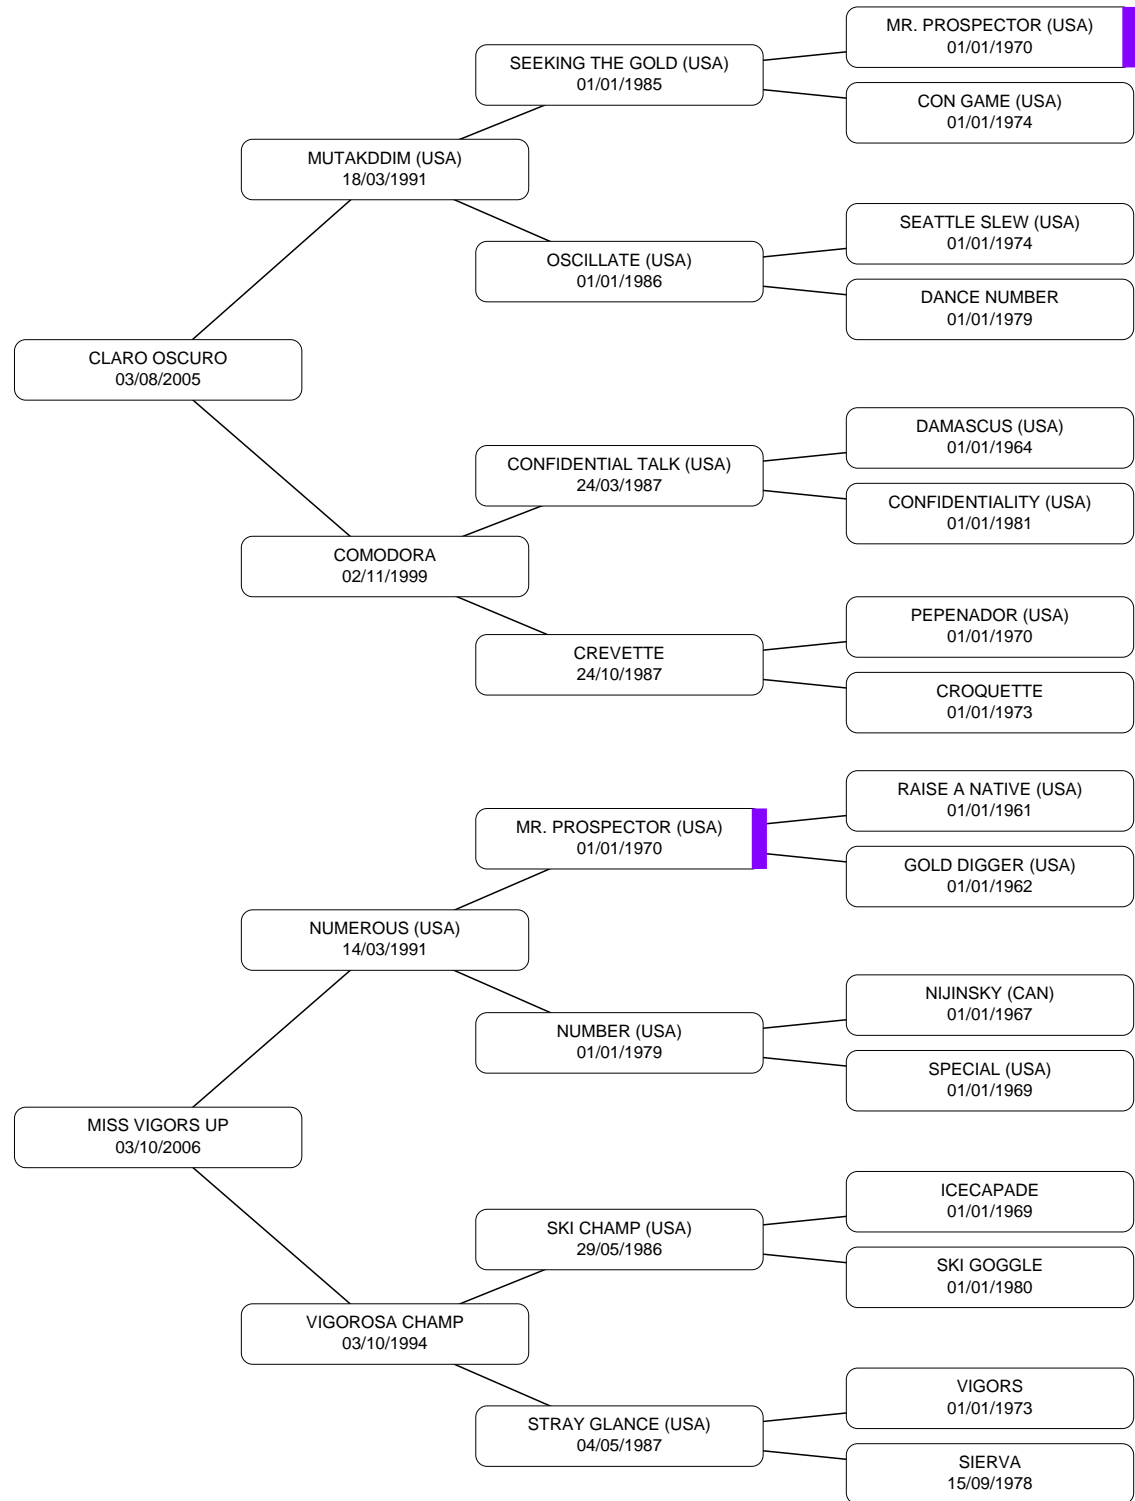 MR. PROSPECTOR (USA)
01/01/1970
SEEKING THE GOLD (USA)
01/01/1985
CON GAME (USA)
01/01/1974
MUTAKDDIM (USA)
18/03/1991
SEATTLE SLEW (USA)
01/01/1974
OSCILLATE (USA)
01/01/1986
DANCE NUMBER
01/01/1979
CLARO OSCURO
03/08/2005
DAMASCUS (USA)
01/01/1964
CONFIDENTIAL TALK (USA)
24/03/1987
CONFIDENTIALITY (USA)
01/01/1981
COMODORA
02/11/1999
PEPENADOR (USA)
01/01/1970
CREVETTE
24/10/1987
CROQUETTE
01/01/1973
RAISE A NATIVE (USA)
01/01/1961
MR. PROSPECTOR (USA)
01/01/1970
GOLD DIGGER (USA)
01/01/1962
NUMEROUS (USA)
14/03/1991
NIJINSKY (CAN)
01/01/1967
NUMBER (USA)
01/01/1979
SPECIAL (USA)
01/01/1969
MISS VIGORS UP
03/10/2006
ICECAPADE
01/01/1969
SKI CHAMP (USA)
29/05/1986
SKI GOGGLE
01/01/1980
VIGOROSA CHAMP
03/10/1994
VIGORS
01/01/1973
STRAY GLANCE (USA)
04/05/1987
SIERVA
15/09/1978